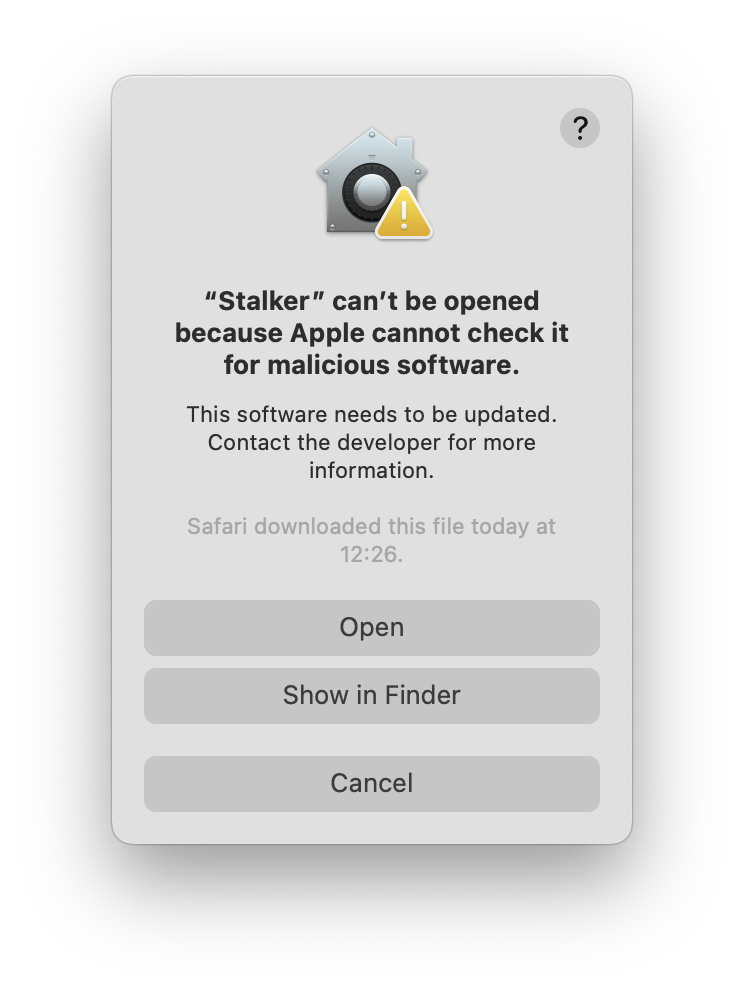 ?
“Stalker” can’t be opened
because Apple cannot check it
for malicious software.
This software needs to be updated.
Contact the developer for more
information.
Safari downloaded this file today at
12:26.
Open
Show in Finder
Cancel